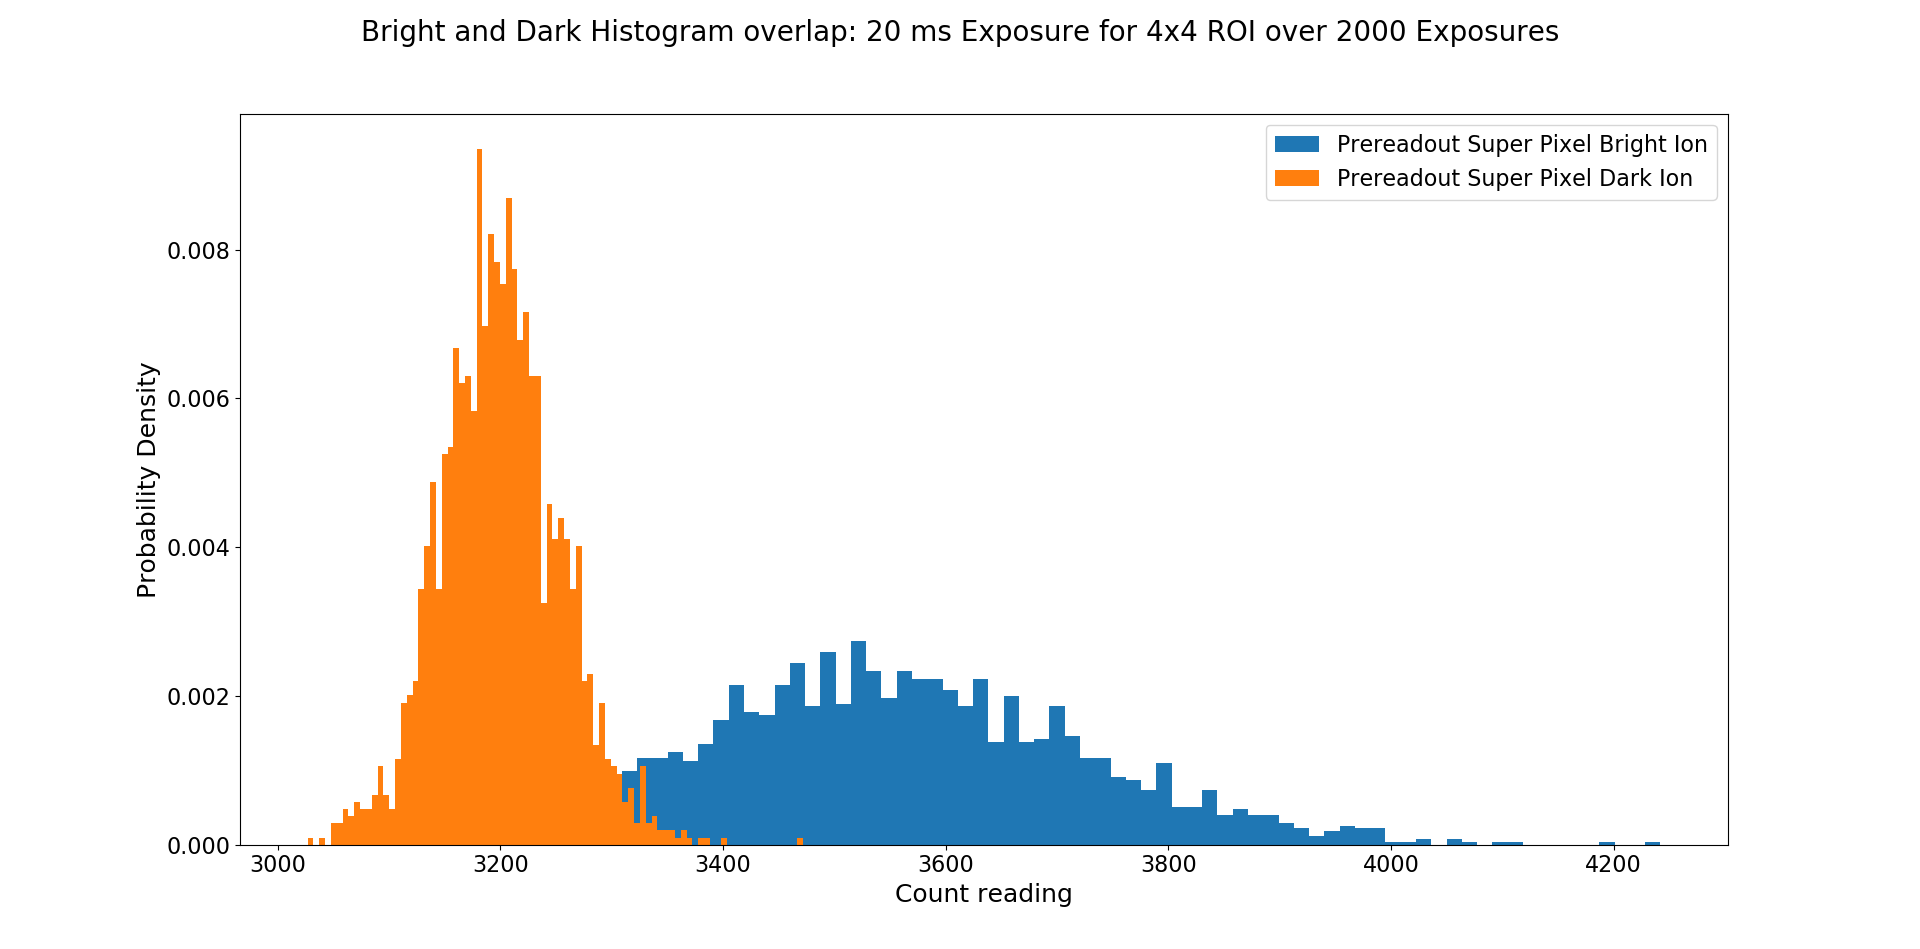 Bright and Dark Histogram overlap: 20 ms Exposure for 4x4 ROI over 2000 Exposures
Prereadout Super Pixel Bright Ion
Prereadout Super Pixel Dark Ion
Probability Density
0.008
0.006
0.004
0.002
0.000
3000 3200 3400 3600 3800 4000 4200
Count reading